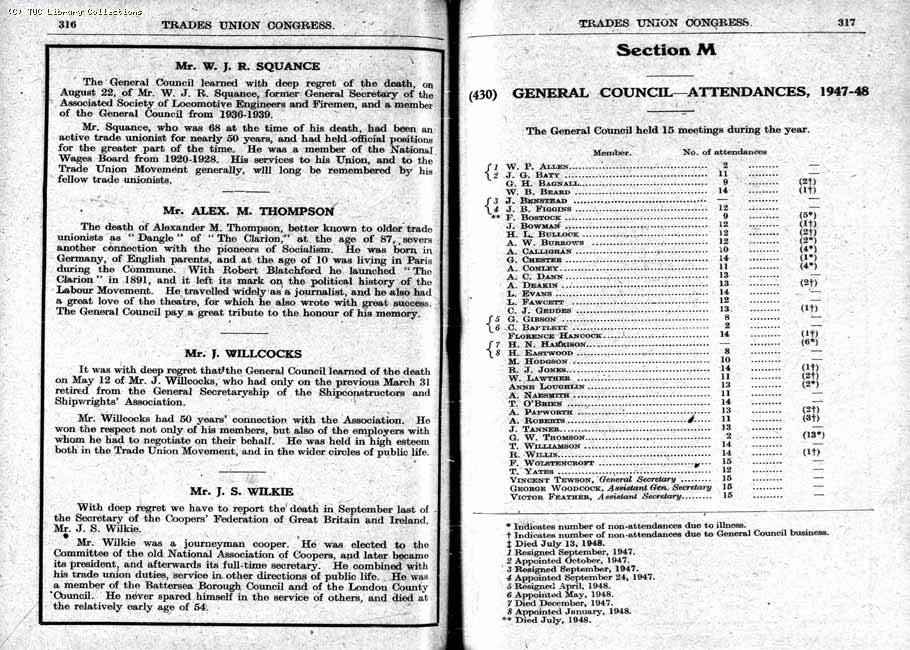 (C) TUC Library Collections
316
TRADES UNION CONGRESS.
Mr. W. J. R. SQUANCE
The General Council learned with deep regret of the death, on
August 22, of Mr. W. J. R. Squance, former General Secretary of the
Associated Society of Locomotive Engineers and Firemen, and a member
of the General Council from 1936-1939.
Mr. Squance, who was 68 at the time of his death, had been an
active trade unionist for nearly 50 years, and had held official positions
for the greater part of the time. He was a member of the National
Wages Board from 1920-1928. His services to his Union, and to the
Trade Union Movement generally, will long be remembered by his
fellow trade unionists.
Mr. ALEX. M. THOMPSON
The death of Alexander M. Thompson, better known to older trade
unionists as "Dangle" of "The Clarion," at the age of 87, severs
another connection with the pioneers of Socialism. He was born in
Germany, of English parents, and at the age of 10 was living in Paris
during the Commune. With Robert Blatchford he launched "The
Clarion" in 1891, and it left its mark on the political history of the
Labour Movement. He travelled widely as a journalist, and he also had
a great love of the theatre, for which he also wrote with great success.
The General Council pay a great tribute to the honour of his memory.
Mr. J. WILLCOCKS
It was with deep regret that the General Council learned of the death
on May 12 of Mr. J. Willcocks, who had only on the previous March 31
retired from the General Secretaryship of the Shipconstructors and
Shipwrights' Association.
Mr. Willcocks had 50 years' connection with the Association. He
won the respect not only of his members, but also of the employers with
whom he had to negotiate on their behalf. He was held in high esteem
both in the Trade Union Movement, and in the wider circles of public life.
Mr. J. S. WILKIE
With deep regret we have to report the death in September last of
the Secretary of the Coopers' Federation of Great Britain and Ireland,
Mr. J. S. Wilkie.
Mr. Wilkie was a journeyman cooper. He was elected to the
Committee of the old National Association of Coopers, and later became
its president, and afterwards its full-time secretary. He combined with
his trade union duties, service in other directions of public life. He was
a member of the Battersea Borough Council and of the London County
Council. He never spared himself in the service of others, and died at
the relatively early age of 54.
TRADES UNION CONGRESS.
317
Section M
(430) GENERAL COUNCIL—ATTENDANCES, 1947-48
The General Council held 15 meetings during the year.
Member. No. of attendances
{1 W. P. ALLEN 2 —
{2 J. G. BATY 11 —
G. H. BAGNALL 9 (2†)
W. B. BEARD 14 (1†)
{3 J. BENSTEAD — —
{4 J. B. FIGGINS 12 —
** F. BOSTOCK 9 (5*)
J. BOWMAN 12 (1†)
H. L. BULLOCK 12 (2†)
A. W. BURROWS 12 (2*)
A. CALLIGHAN 10 (4*)
G. CHESTER 14 (1*)
A. CONLEY 11 (4*)
A. C. DANN 13 —
A. DEAKIN 13 (2†)
L. EVANS 14 —
L. FAWCETT 12 —
C. J. GEDDES 13 (1†)
{5 G. GIBSON 8 —
{6 C. BARTLETT 2 —
FLORENCE HANCOCK 14 (1†)
{7 H. N. HARRISON — (6*)
{8 H. EASTWOOD 8 —
M. HODGSON 10 —
R. J. JONES 14 (1†)
W. LAWTHER 11 (2†)
ANNE LOUGHLIN 13 (2*)
A. NAESMITH 11 —
T. O'BRIEN 14 —
A. PAPWORTH 13 (2†)
A. ROBERTS 11 (3†)
J. TANNER 13 —
G. W. THOMSON 2 (13*)
T. WILLIAMSON 14 —
R. WILLIS 14 (1†)
F. WOLSTENCROFT 15 —
T. YATES 12 —
VINCENT TEWSON, General Secretary 15 —
GEORGE WOODCOCK, Assistant Gen. Secretary 15 —
VICTOR FEATHER, Assistant Secretary 15 —
* Indicates number of non-attendances due to illness.
† Indicates number of non-attendances due to General Council business.
‡ Died July 13, 1948.
1 Resigned September, 1947.
2 Appointed October, 1947.
3 Resigned September, 1947.
4 Appointed September 24, 1947.
5 Resigned April, 1948.
6 Appointed May, 1948.
7 Died December, 1947.
8 Appointed January, 1948.
** Died July, 1948.